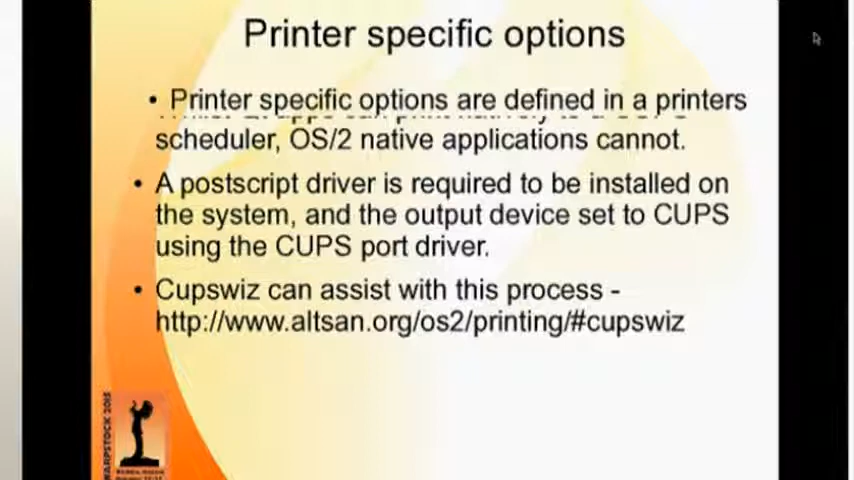 Printer specific options
• Printer specific options are defined in a printers
scheduler, OS/2 native applications cannot.
• A postscript driver is required to be installed on
the system, and the output device set to CUPS
using the CUPS port driver.
• Cupswiz can assist with this process -
http://www.altsan.org/os2/printing/#cupswiz
WARPSTOCK 2015